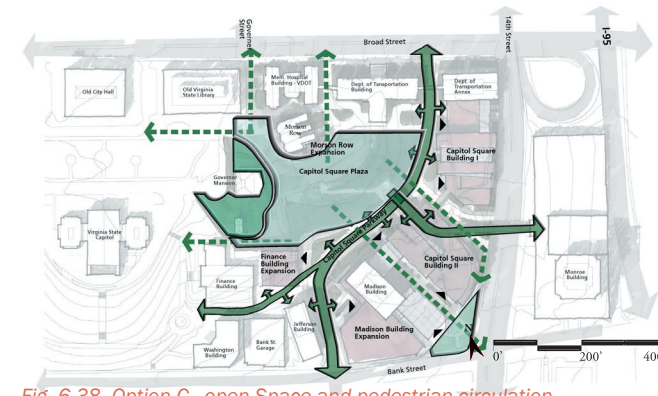 Governor
Street
14th Street
I-95
Broad Street
Old City Hall
Old Virginia
State Library
Mem. Hospital
Building - VDOT
Dept. of Tansportation
Building
Dept. of
Transportation
Annex
Morson
Row
Morson Row
Expansion
Capitol Square Plaza
Capitol Square
Building I
Governor
Mansion
Virginia State
Capitol
Capitol Square Parkway
Finance
Building
Expansion
Finance
Building
Capitol Square
Building II
Madison
Building
Monroe
Building
Jefferson
Building
Madison Building
Expansion
Washington
Building
Bank St.
Garage
Bank Street
0'
200'
400
Fig. 6.38 Option C - open Space and pedestrian circulation